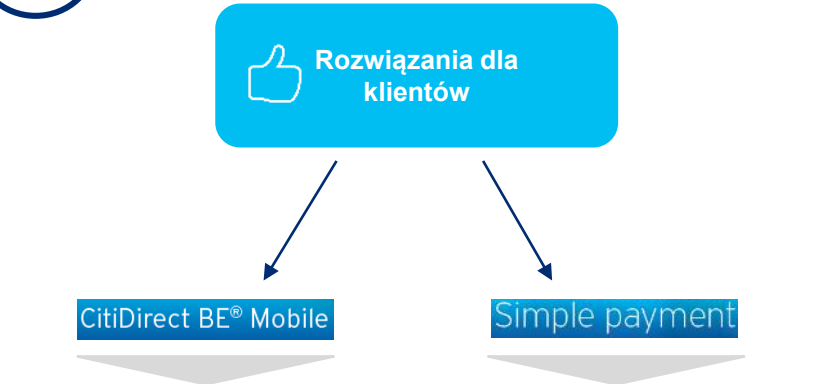 Rozwiązania dla
klientów
CitiDirect BE® Mobile
Simple payment